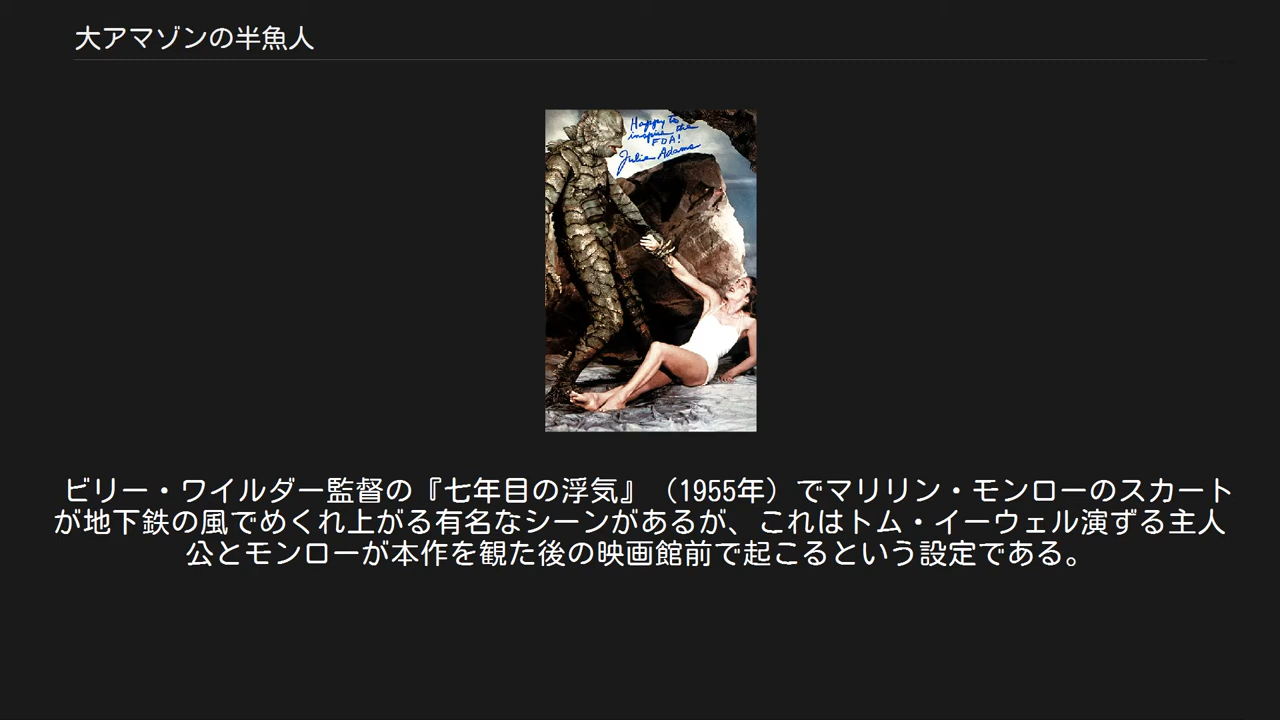 大アマゾンの半魚人
Happy to
inspire the
FDA!
Julie Adams
ビリー・ワイルダー監督の『七年目の浮気』（1955年）でマリリン・モンローのスカート
が地下鉄の風でめくれ上がる有名なシーンがあるが、これはトム・イーウェル演ずる主人
公とモンローが本作を観た後の映画館前で起こるという設定である。